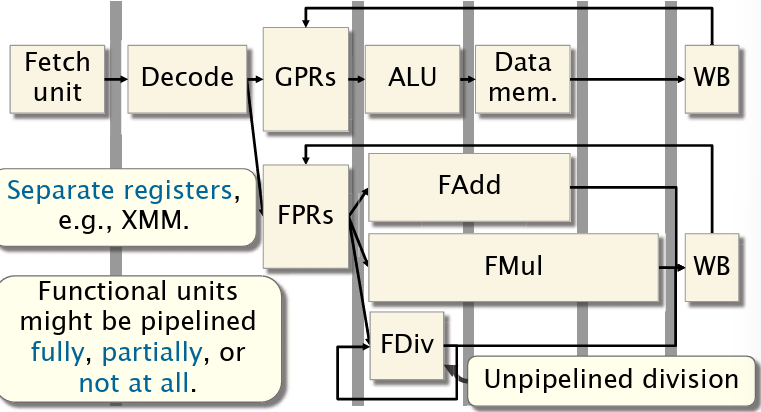 Fetch
unit
Decode
GPRs
ALU
Data
mem.
WB
Separate registers,
e.g., XMM.
FPRs
FAdd
FMul
WB
Functional units
might be pipelined
fully, partially, or
not at all.
FDiv
Unpipelined division